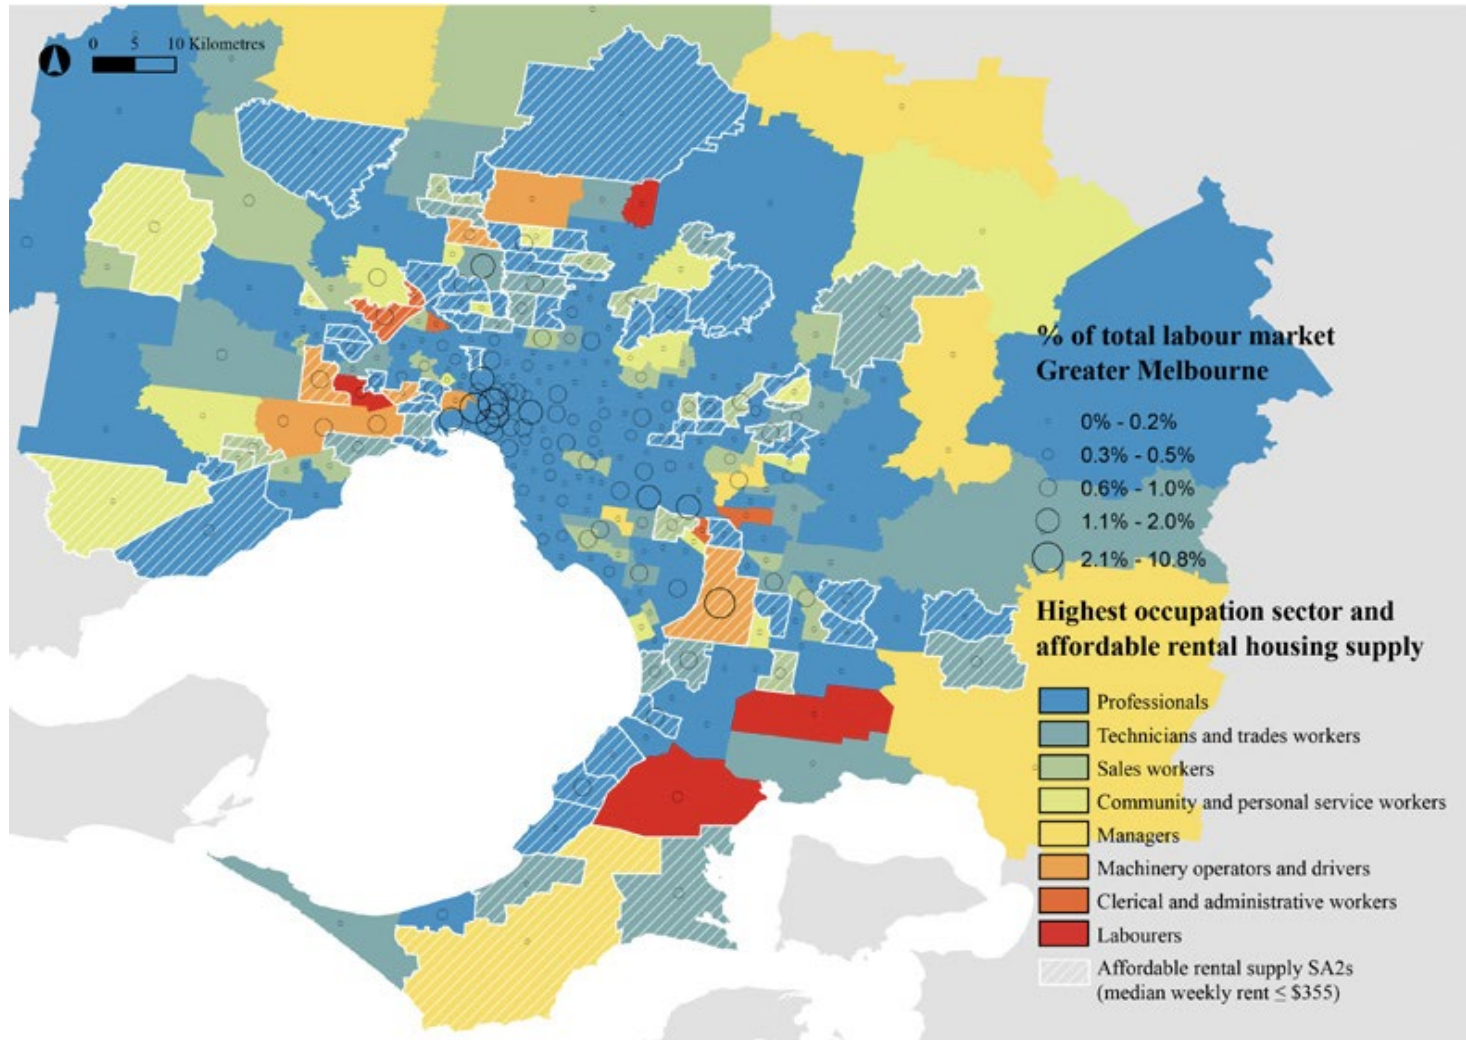 0 5 10 Kilometres
% of total labour market
Greater Melbourne
0% - 0.2%
0.3% - 0.5%
0.6% - 1.0%
1.1% - 2.0%
2.1% - 10.8%
Highest occupation sector and
affordable rental housing supply
Professionals
Technicians and trades workers
Sales workers
Community and personal service workers
Managers
Machinery operators and drivers
Clerical and administrative workers
Labourers
Affordable rental supply SA2s
(median weekly rent ≤ $355)